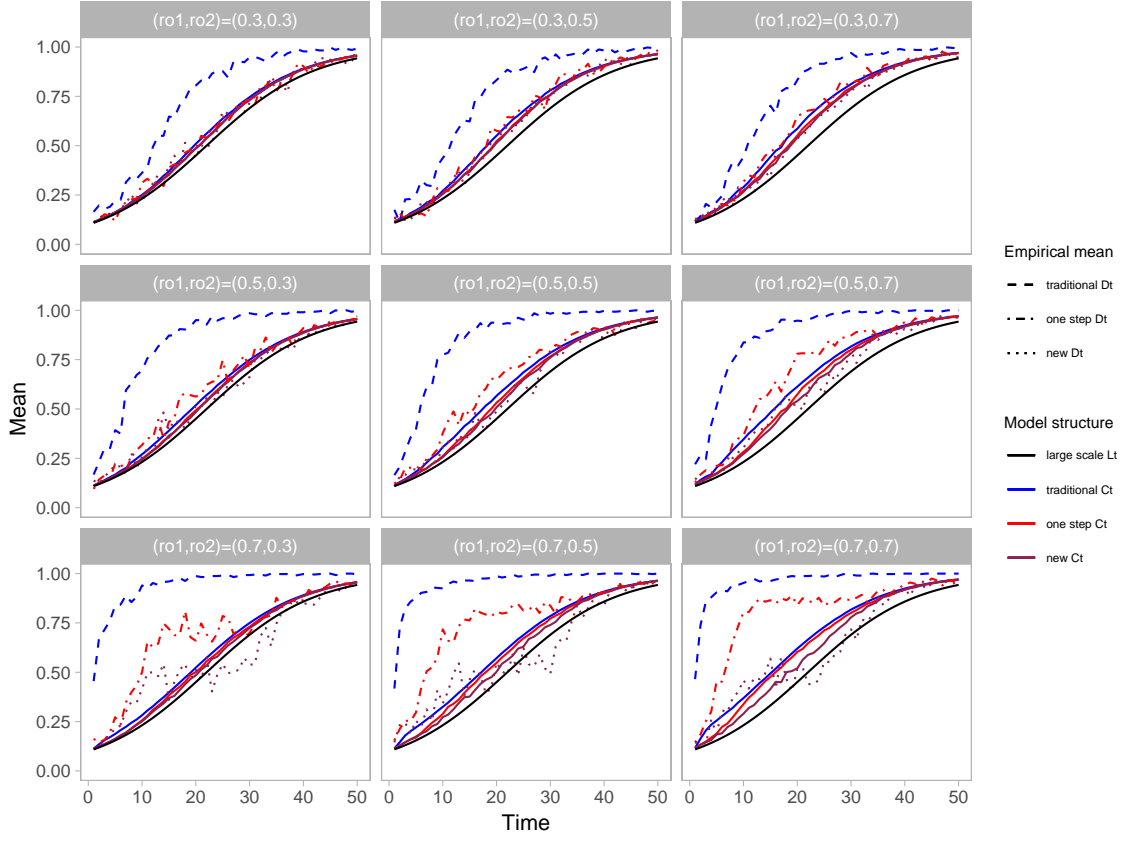 (ro1,ro2)=(0.3,0.3) (ro1,ro2)=(0.3,0.5) (ro1,ro2)=(0.3,0.7)
1.00
0.75
0.50
0.25
0.00
(ro1,ro2)=(0.5,0.3) (ro1,ro2)=(0.5,0.5) (ro1,ro2)=(0.5,0.7)
1.00
0.75
0.50
0.25
0.00
(ro1,ro2)=(0.7,0.3) (ro1,ro2)=(0.7,0.5) (ro1,ro2)=(0.7,0.7)
1.00
0.75
0.50
0.25
0.00
0 10 20 30 40 50 0 10 20 30 40 50 0 10 20 30 40 50
Time
Mean
Empirical mean
traditional Dt
one step Dt
new Dt
Model structure
large scale Lt
traditional Ct
one step Ct
new Ct